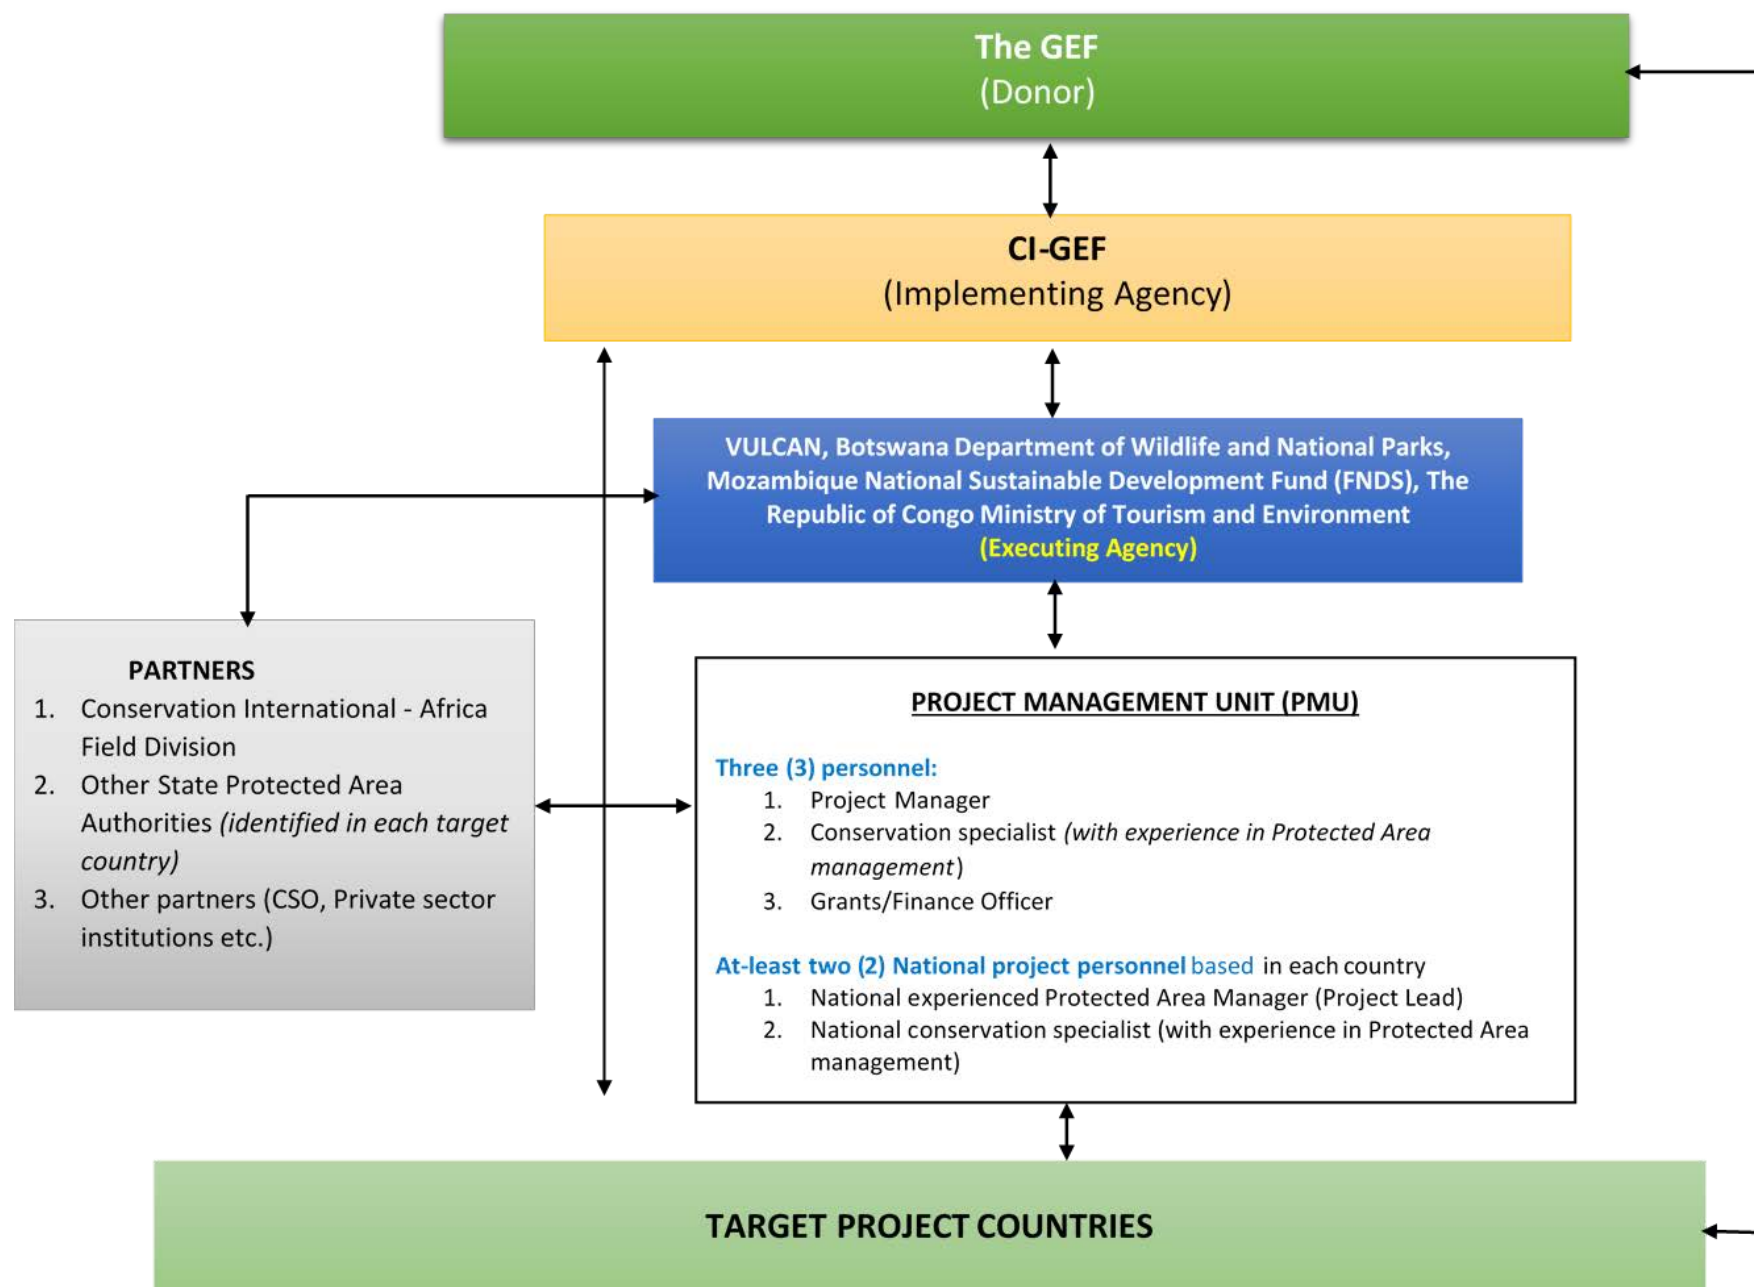 The GEF
(Donor)
CI-GEF
(Implementing Agency)
VULCAN, Botswana Department of Wildlife and National Parks,
Mozambique National Sustainable Development Fund (FNDS), The
Republic of Congo Ministry of Tourism and Environment
(Executing Agency)
PARTNERS
1. Conservation International - Africa
Field Division
2. Other State Protected Area
Authorities (identified in each target
country)
3. Other partners (CSO, Private sector
institutions etc.)
PROJECT MANAGEMENT UNIT (PMU)
Three (3) personnel:
1. Project Manager
2. Conservation specialist (with experience in Protected Area
management)
3. Grants/Finance Officer
At-least two (2) National project personnel based in each country
1. National experienced Protected Area Manager (Project Lead)
2. National conservation specialist (with experience in Protected Area
management)
TARGET PROJECT COUNTRIES